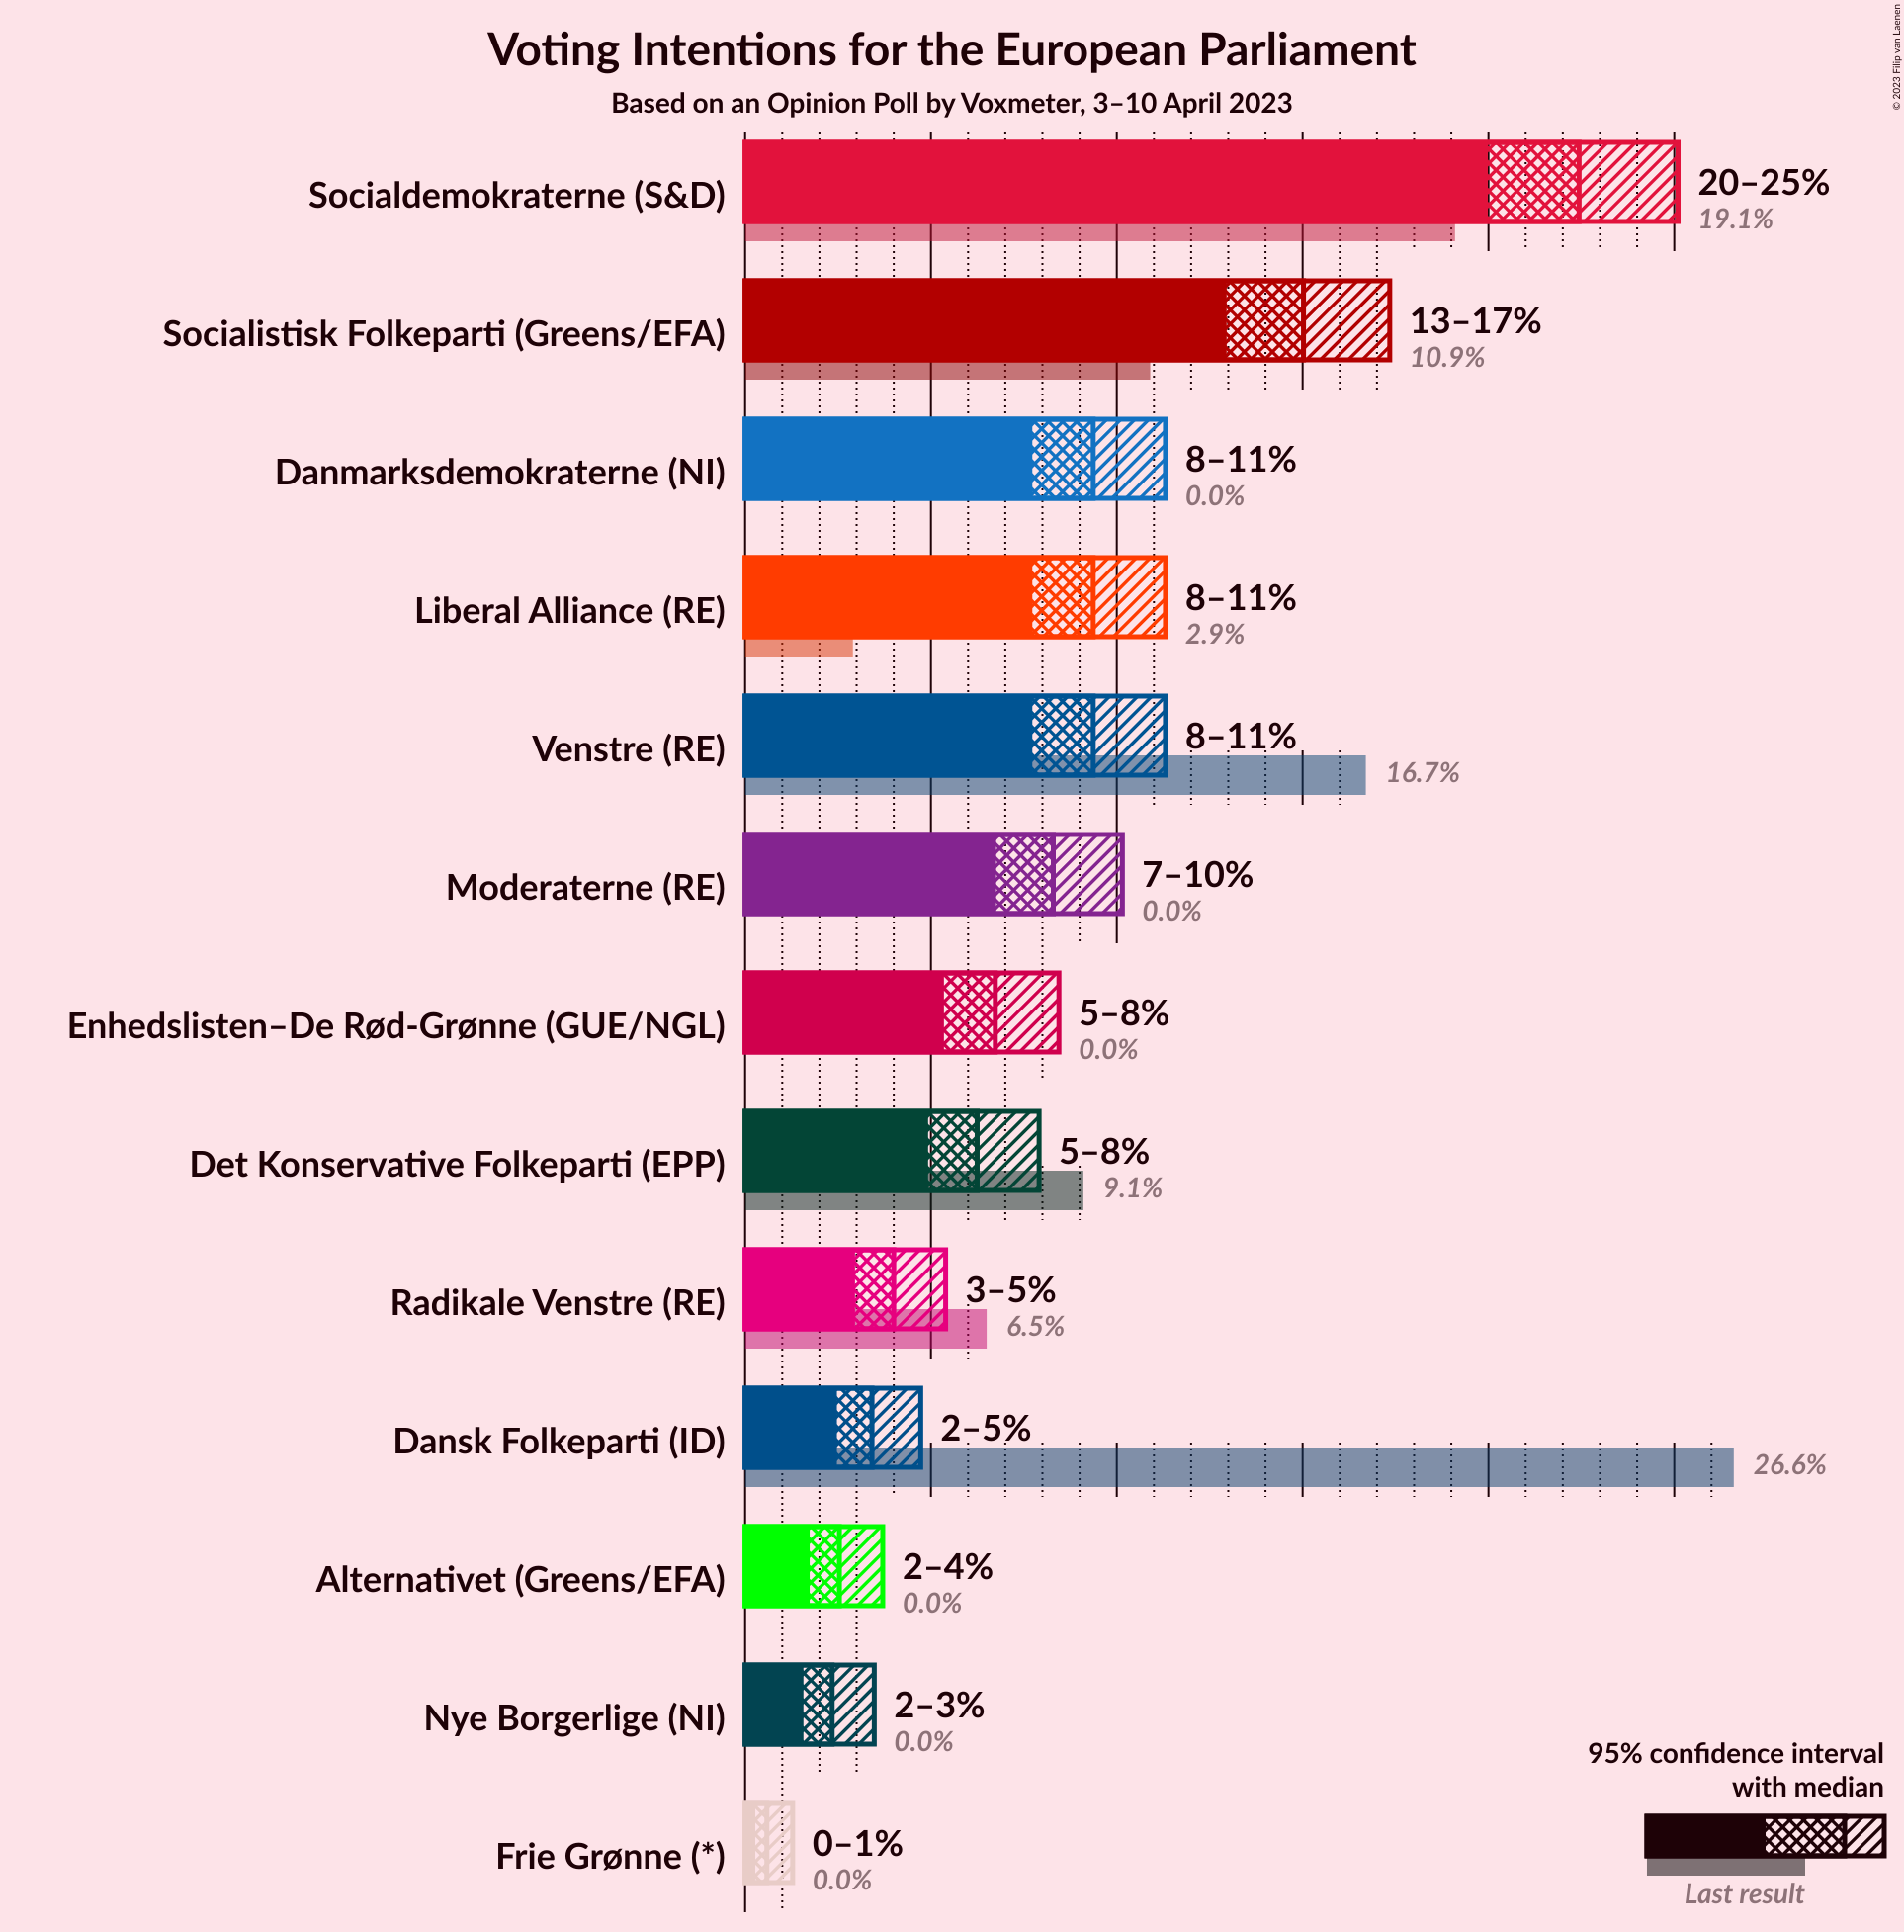 © 2023 Filip van Laenen
Voting Intentions for the European Parliament
Based on an Opinion Poll by Voxmeter, 3–10 April 2023
Socialdemokraterne (S&D)
20–25%
19.1%
Socialistisk Folkeparti (Greens/EFA)
13–17%
10.9%
Danmarksdemokraterne (NI)
8–11%
0.0%
Liberal Alliance (RE)
8–11%
2.9%
Venstre (RE)
8–11%
16.7%
Moderaterne (RE)
7–10%
0.0%
Enhedslisten–De Rød-Grønne (GUE/NGL)
5–8%
0.0%
Det Konservative Folkeparti (EPP)
5–8%
9.1%
Radikale Venstre (RE)
3–5%
6.5%
Dansk Folkeparti (ID)
2–5%
26.6%
Alternativet (Greens/EFA)
2–4%
0.0%
Nye Borgerlige (NI)
2–3%
0.0%
Frie Grønne (*)
0–1%
0.0%
95% confidence interval
with median
Last result